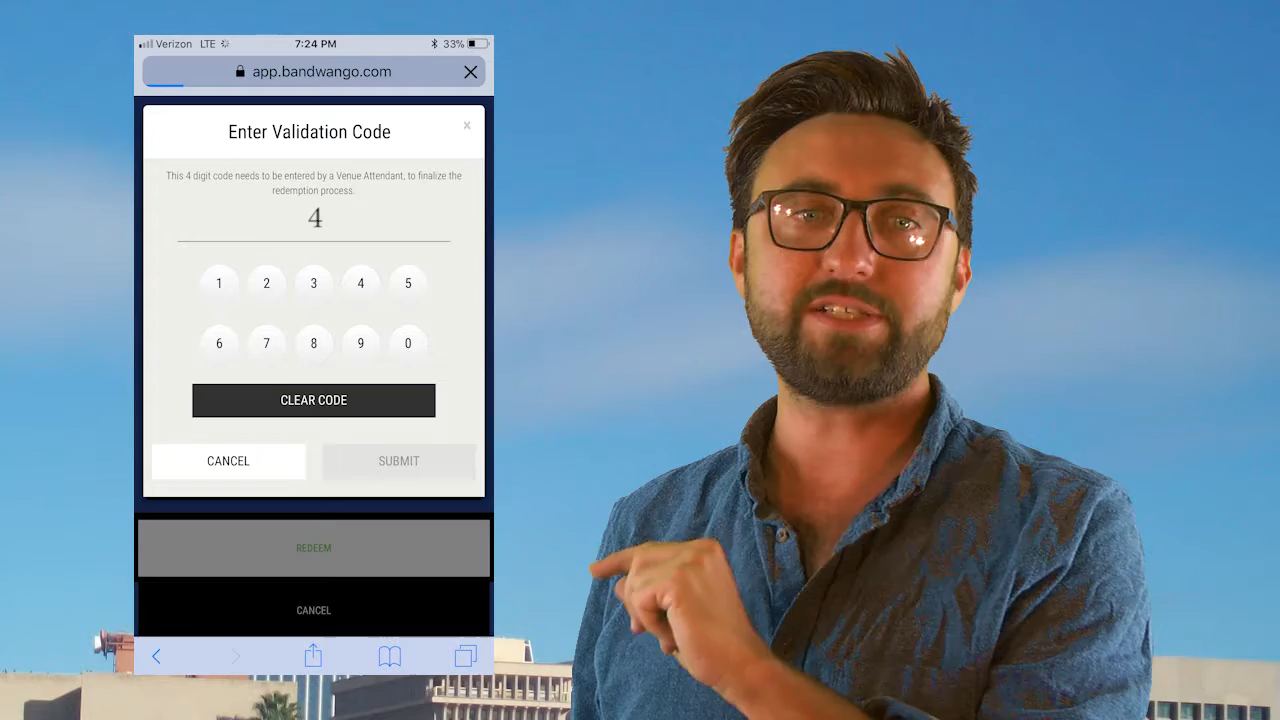 Verizon LTE 7:24 PM 33%
app.bandwango.com
Enter Validation Code
×
This 4 digit code needs to be entered by a Venue Attendant, to finalize the
redemption process.
4
1 2 3 4 5
6 7 8 9 0
CLEAR CODE
CANCEL SUBMIT
REDEEM
CANCEL